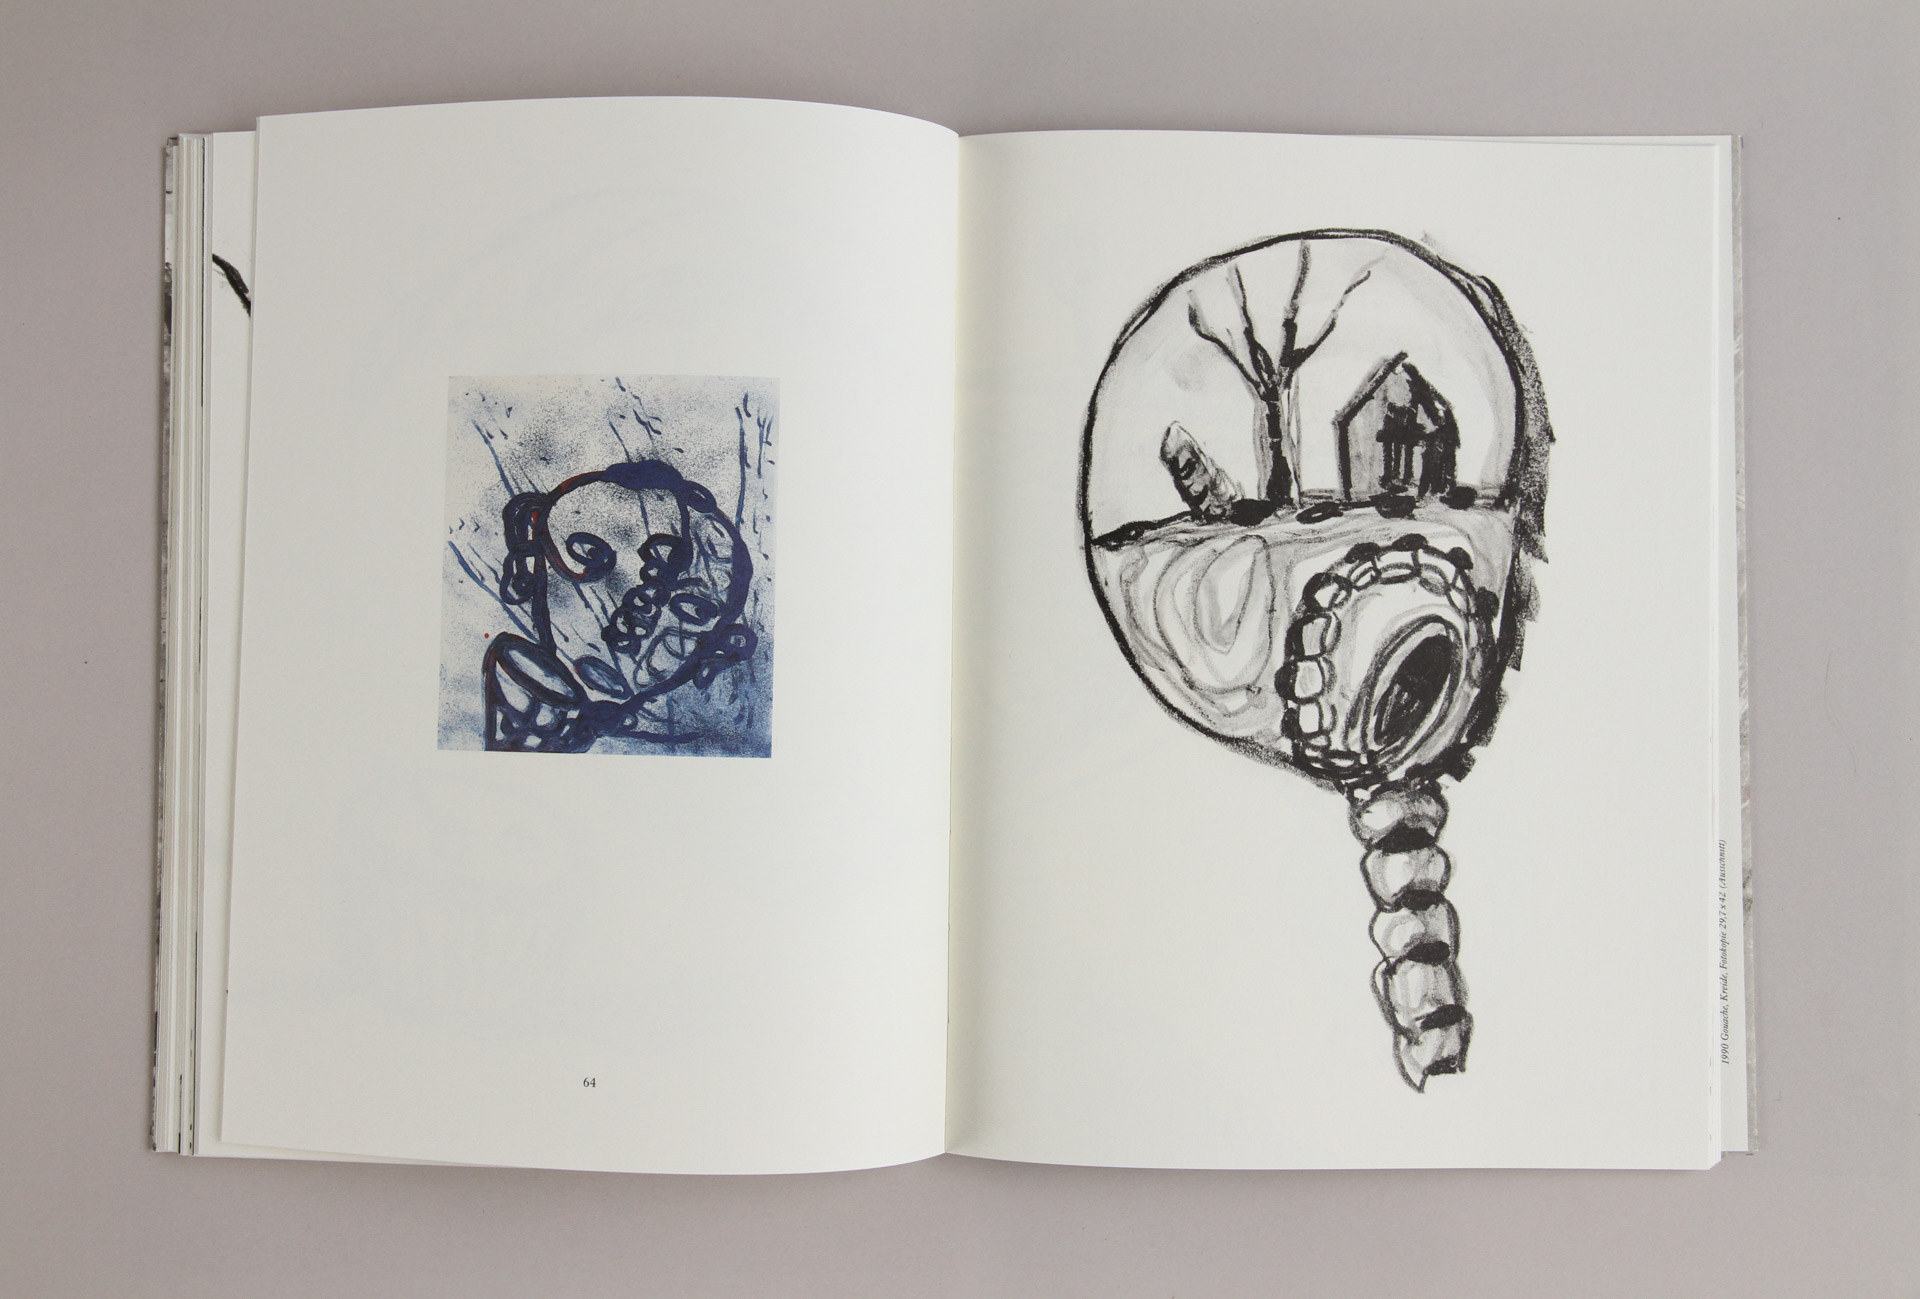 64
1990 Gouache, Kreide, Fotokopie 29,7 x 42 (Ausschnitt)